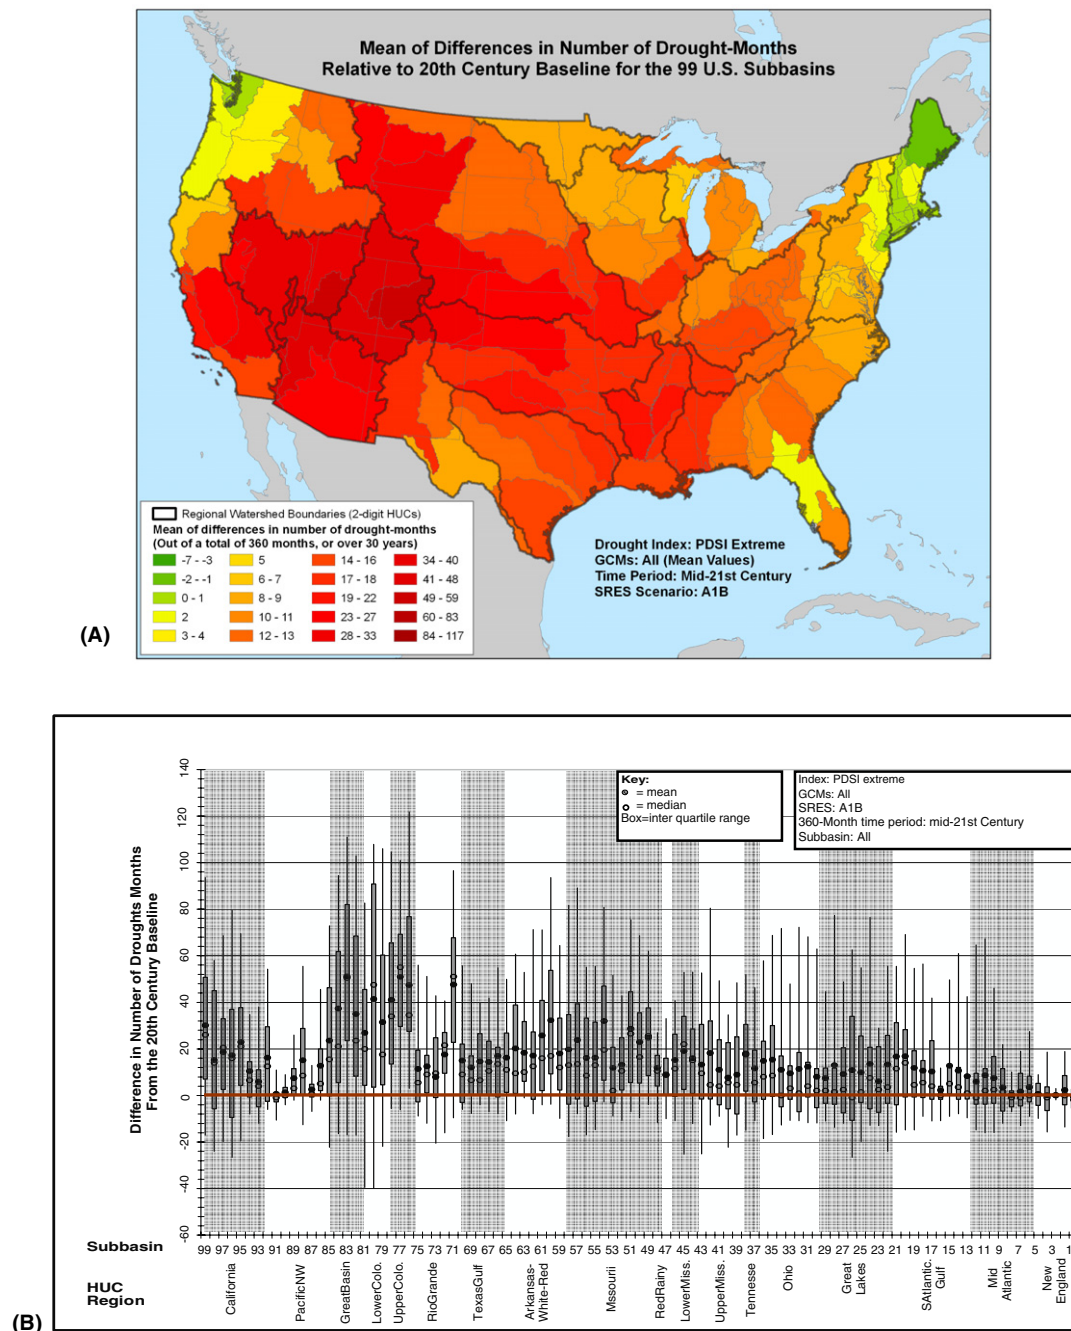 Mean of Differences in Number of Drought-Months
Relative to 20th Century Baseline for the 99 U.S. Subbasins
Regional Watershed Boundaries (2-digit HUCs)
Mean of differences in number of drought-months
(Out of a total of 360 months, or over 30 years)
-7 - -3 5 14 - 16 34 - 40
-2 - -1 6 - 7 17 - 18 41 - 48
0 - 1 8 - 9 19 - 22 49 - 59
2 10 - 11 23 - 27 60 - 83
3 - 4 12 - 13 28 - 33 84 - 117
Drought Index: PDSI Extreme
GCMs: All (Mean Values)
Time Period: Mid-21st Century
SRES Scenario: A1B
(A)
Key:
= mean
= median
Box=inter quartile range
Index: PDSI extreme
GCMs: All
SRES: A1B
360-Month time period: mid-21st Century
Subbasin: All
Difference in Number of Droughts Months
From the 20th Century Baseline
140
120
100
80
60
40
20
0
-20
-40
-60
Subbasin
99 97 95 93 91 89 87 85 83 81 79 77 75 73 71 69 67 65 63 61 59 57 55 53 51 49 47 45 43 41 39 37 35 33 31 29 27 25 23 21 19 17 15 13 11 9 7 5 3 1
HUC
Region
California
PacificNW
GreatBasin
LowerColo.
UpperColo.
RioGrande
TexasGulf
Arkansas-
White-Red
Mssourii
RedRainy
LowerMiss.
UpperMiss.
Tennesse
Ohio
Great
Lakes
SAtlantic.
Gulf
Mid
Atlantic
New
England
(B)